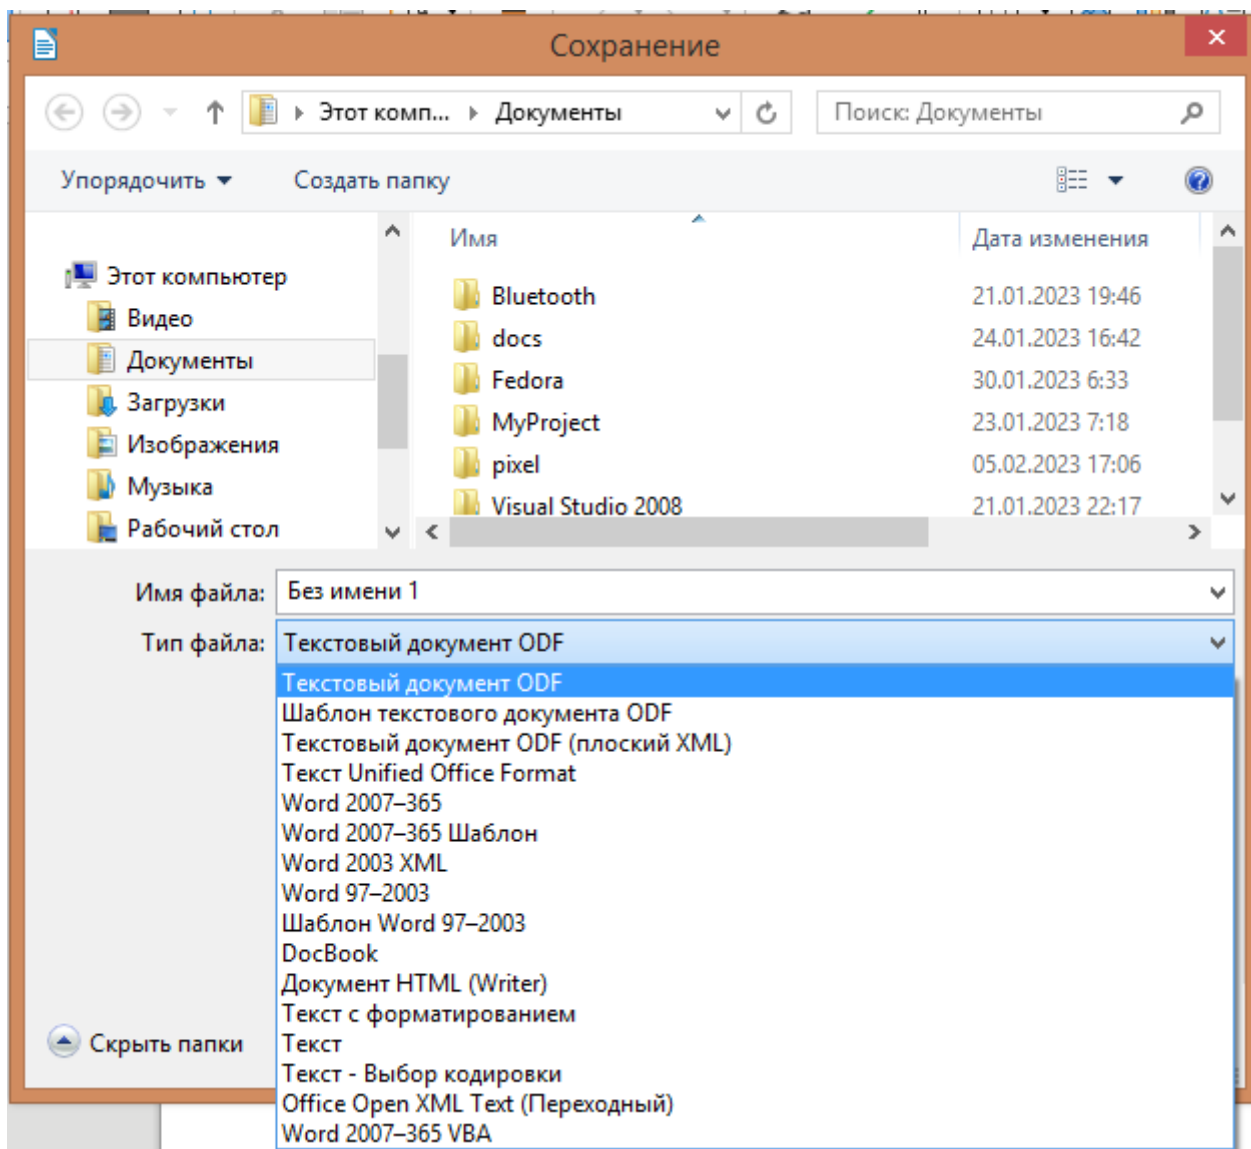 Сохранение
Этот комп... Документы
Поиск: Документы
Упорядочить
Создать папку
Имя
Дата изменения
Этот компьютер
Видео
Документы
Загрузки
Изображения
Музыка
Рабочий стол
Bluetooth 21.01.2023 19:46
docs 24.01.2023 16:42
Fedora 30.01.2023 6:33
MyProject 23.01.2023 7:18
pixel 05.02.2023 17:06
Visual Studio 2008 21.01.2023 22:17
Имя файла: Без имени 1
Тип файла: Текстовый документ ODF
Текстовый документ ODF
Шаблон текстового документа ODF
Текстовый документ ODF (плоский XML)
Текст Unified Office Format
Word 2007–365
Word 2007–365 Шаблон
Word 2003 XML
Word 97–2003
Шаблон Word 97–2003
DocBook
Документ HTML (Writer)
Текст с форматированием
Текст
Текст - Выбор кодировки
Office Open XML Text (Переходный)
Word 2007–365 VBA
Скрыть папки